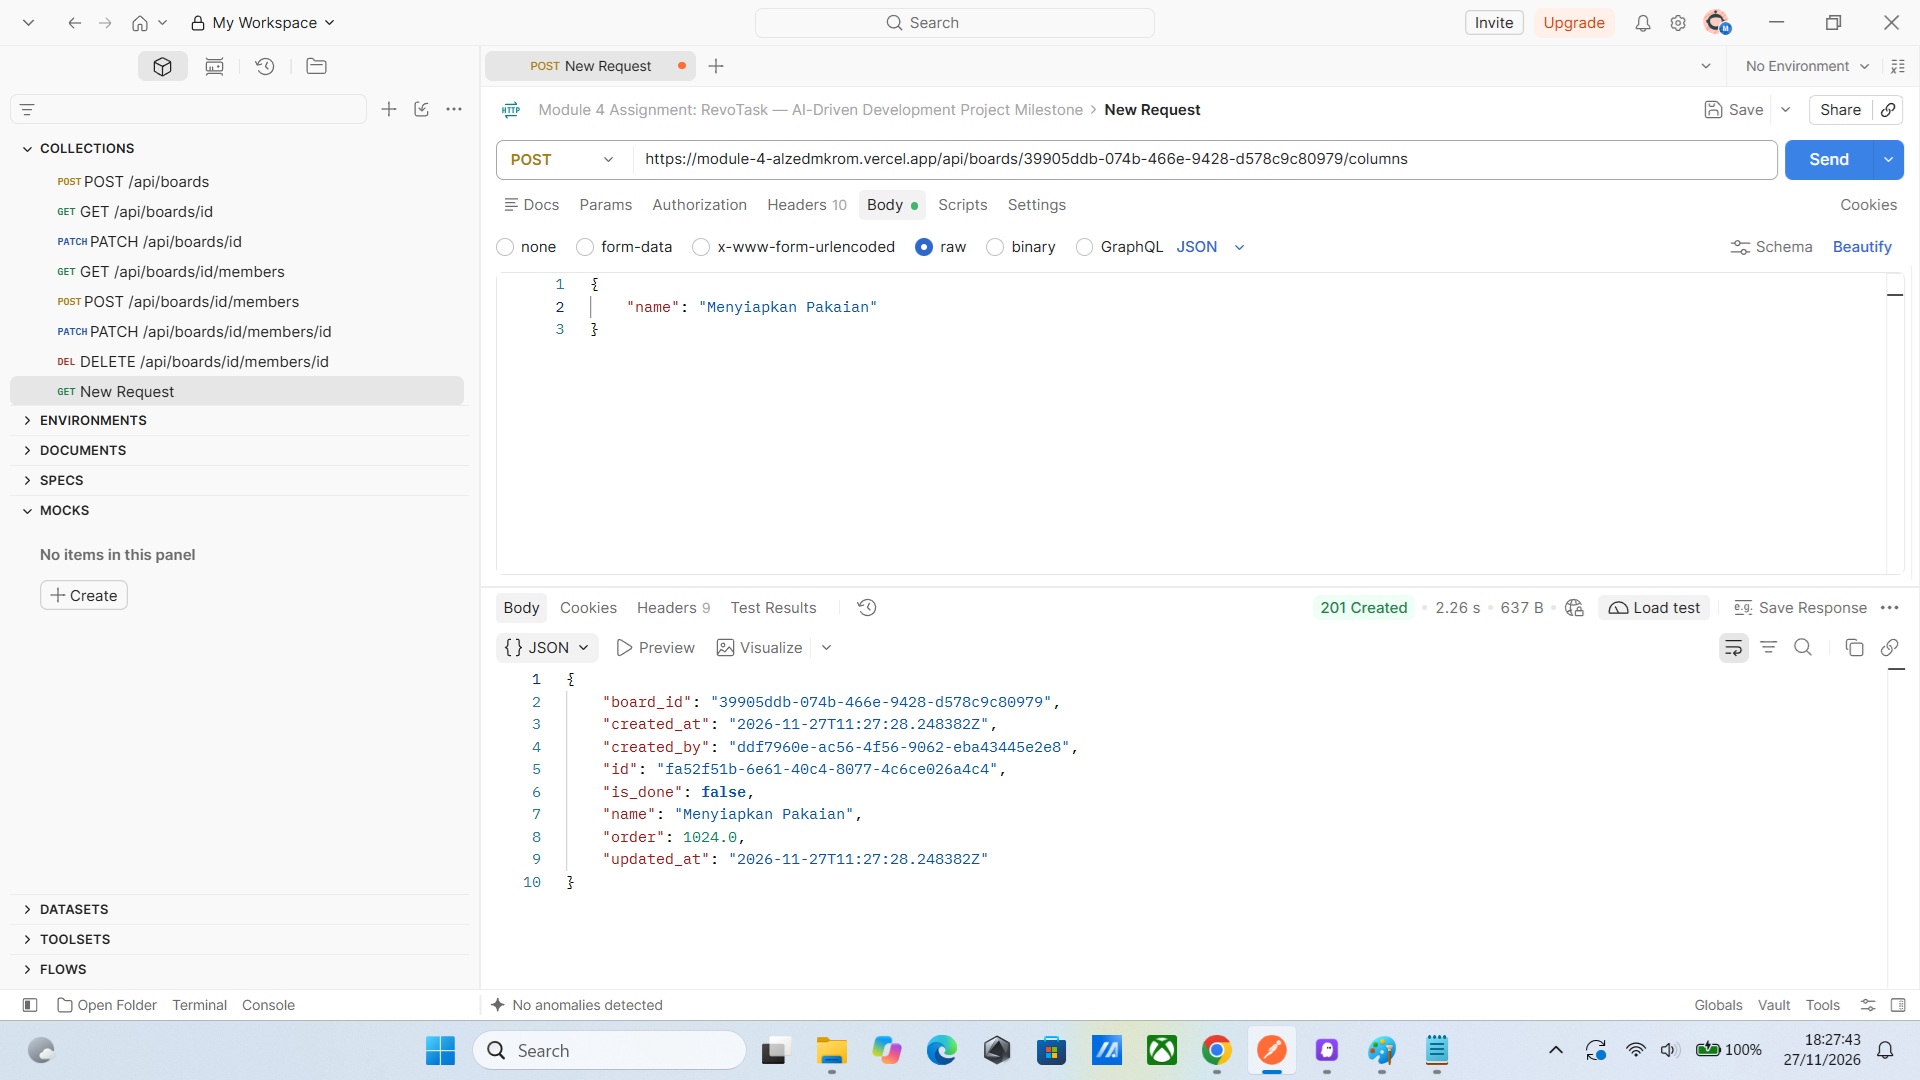 My Workspace
Search
Invite
Upgrade
POST New Request
No Environment
HTTP Module 4 Assignment: RevoTask — AI-Driven Development Project Milestone > New Request
Save
Share
COLLECTIONS
POST POST /api/boards
GET GET /api/boards/id
PATCH PATCH /api/boards/id
GET GET /api/boards/id/members
POST POST /api/boards/id/members
PATCH PATCH /api/boards/id/members/id
DEL DELETE /api/boards/id/members/id
GET New Request
ENVIRONMENTS
DOCUMENTS
SPECS
MOCKS
No items in this panel
+ Create
DATASETS
TOOLSETS
FLOWS
POST https://module-4-alzedmkrom.vercel.app/api/boards/39905ddb-074b-466e-9428-d578c9c80979/columns
Send
Docs Params Authorization Headers 10 Body Scripts Settings
Cookies
none form-data x-www-form-urlencoded raw binary GraphQL JSON
Schema Beautify
1 {
2 "name": "Menyiapkan Pakaian"
3 }
Body Cookies Headers 9 Test Results
201 Created • 2.26 s • 637 B
Load test
e.g. Save Response
{} JSON Preview Visualize
1 {
2 "board_id": "39905ddb-074b-466e-9428-d578c9c80979",
3 "created_at": "2026-11-27T11:27:28.248382Z",
4 "created_by": "ddf7960e-ac56-4f56-9062-eba43445e2e8",
5 "id": "fa52f51b-6e61-40c4-8077-4c6ce026a4c4",
6 "is_done": false,
7 "name": "Menyiapkan Pakaian",
8 "order": 1024.0,
9 "updated_at": "2026-11-27T11:27:28.248382Z"
10 }
Open Folder Terminal Console
No anomalies detected
Globals Vault Tools
Search
100%
18:27:43
27/11/2026